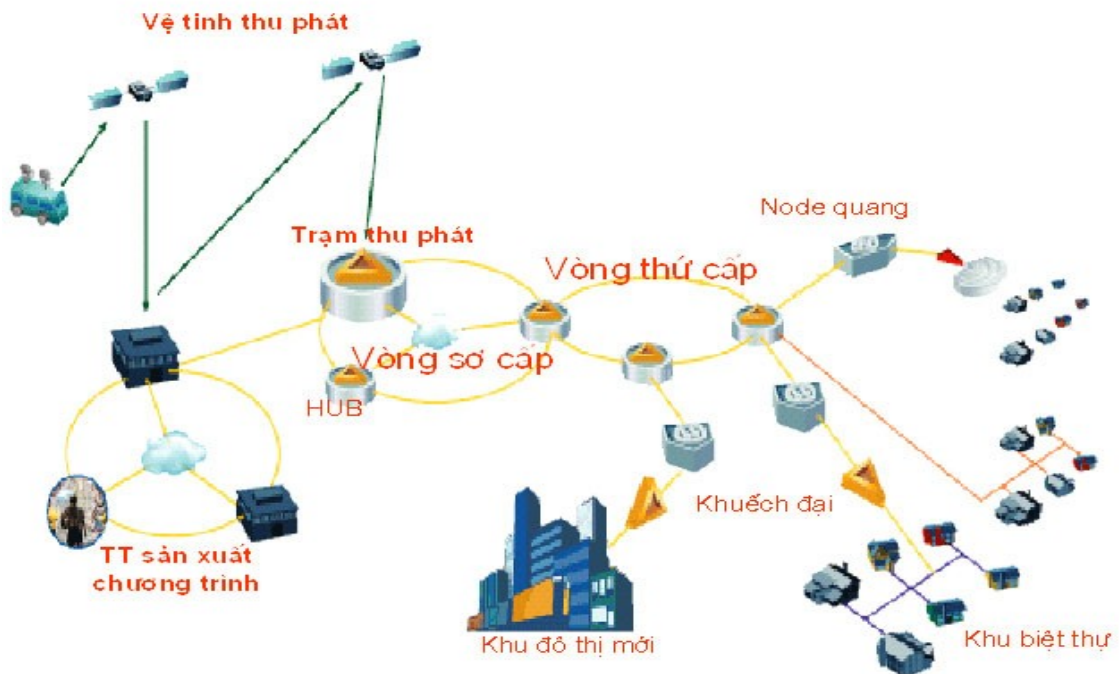 Vệ tinh thu phát
Node quang
Trạm thu phát
Vòng thứ cấp
Vòng sơ cấp
HUB
Khuếch đại
TT sản xuất
chương trình
Khu đô thị mới
Khu biệt thự